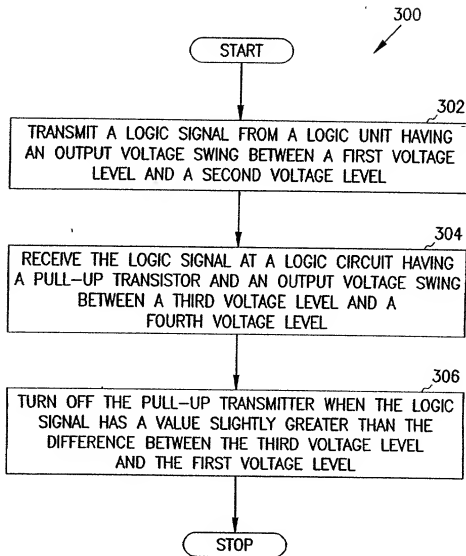 300
START
302
TRANSMIT A LOGIC SIGNAL FROM A LOGIC UNIT HAVING
AN OUTPUT VOLTAGE SWING BETWEEN A FIRST VOLTAGE
LEVEL AND A SECOND VOLTAGE LEVEL
304
RECEIVE THE LOGIC SIGNAL AT A LOGIC CIRCUIT HAVING
A PULL-UP TRANSISTOR AND AN OUTPUT VOLTAGE SWING
BETWEEN A THIRD VOLTAGE LEVEL AND A
FOURTH VOLTAGE LEVEL
306
TURN OFF THE PULL-UP TRANSMITTER WHEN THE LOGIC
SIGNAL HAS A VALUE SLIGHTLY GREATER THAN THE
DIFFERENCE BETWEEN THE THIRD VOLTAGE LEVEL
AND THE FIRST VOLTAGE LEVEL
STOP